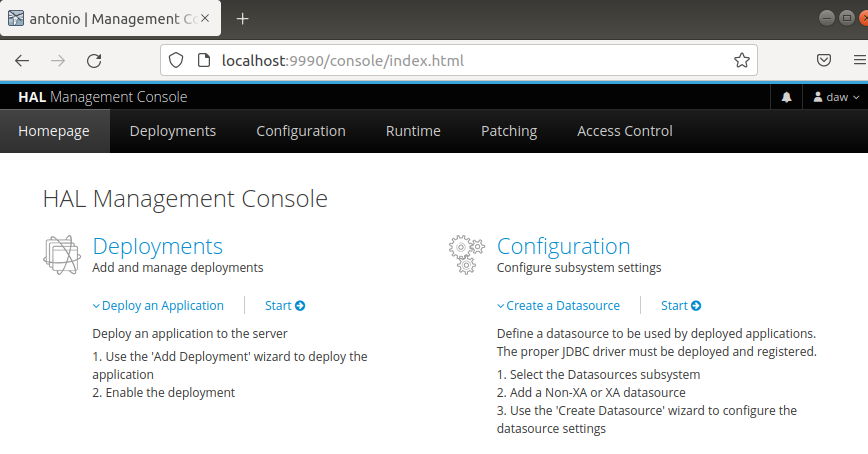 antonio | Management Co
localhost:9990/console/index.html
HAL Management Console
daw
Homepage Deployments Configuration Runtime Patching Access Control
HAL Management Console
Deployments
Add and manage deployments
Deploy an Application Start
Deploy an application to the server
1. Use the 'Add Deployment' wizard to deploy the
application
2. Enable the deployment
Configuration
Configure subsystem settings
Create a Datasource Start
Define a datasource to be used by deployed applications.
The proper JDBC driver must be deployed and registered.
1. Select the Datasources subsystem
2. Add a Non-XA or XA datasource
3. Use the 'Create Datasource' wizard to configure the
datasource settings